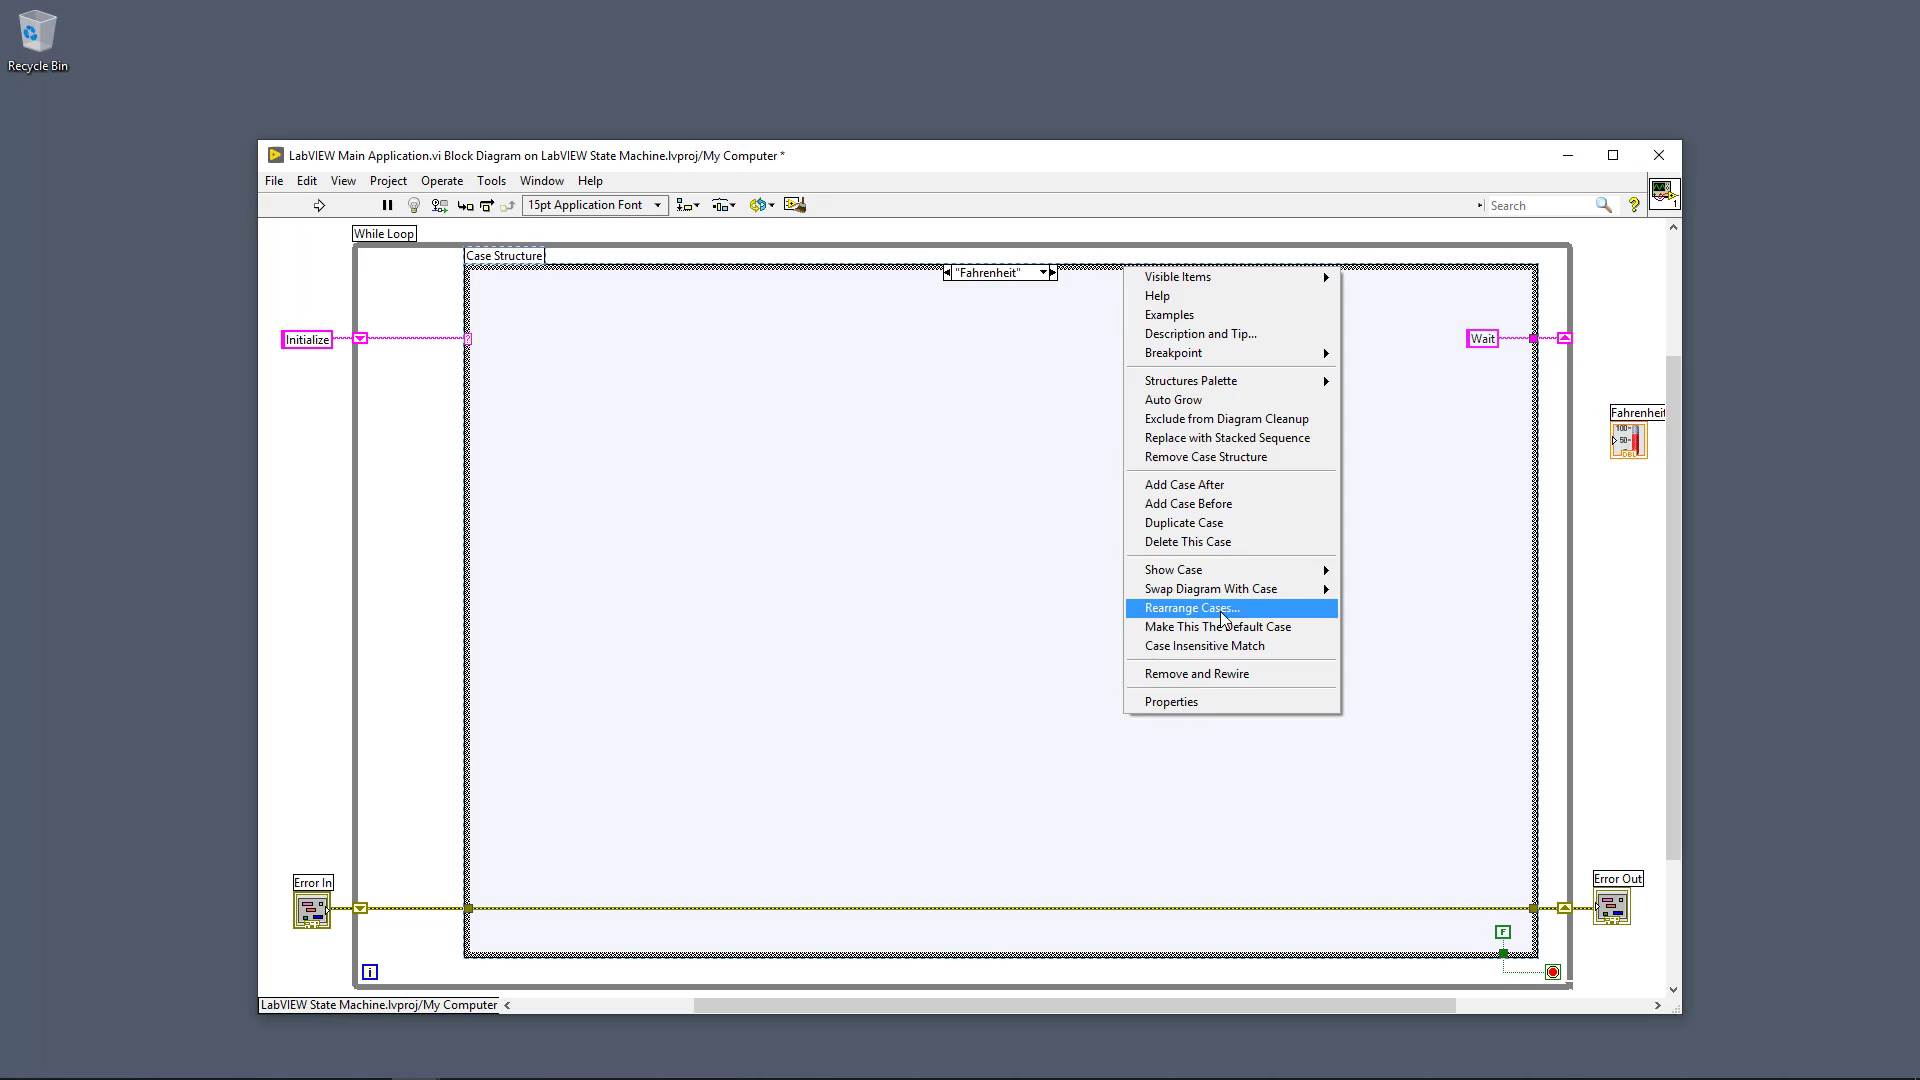 Recycle Bin
LabVIEW Main Application.vi Block Diagram on LabVIEW State Machine.lvproj/My Computer *
File Edit View Project Operate Tools Window Help
15pt Application Font
Search
?
1
While Loop
Case Structure
"Fahrenheit"
Initialize
?
Wait
Visible Items
Help
Examples
Description and Tip...
Breakpoint
Structures Palette
Auto Grow
Exclude from Diagram Cleanup
Replace with Stacked Sequence
Remove Case Structure
Add Case After
Add Case Before
Duplicate Case
Delete This Case
Show Case
Swap Diagram With Case
Rearrange Cases...
Make This The Default Case
Case Insensitive Match
Remove and Rewire
Properties
Fahrenheit
100
50
DBL
Error In
Error Out
F
i
LabVIEW State Machine.lvproj/My Computer